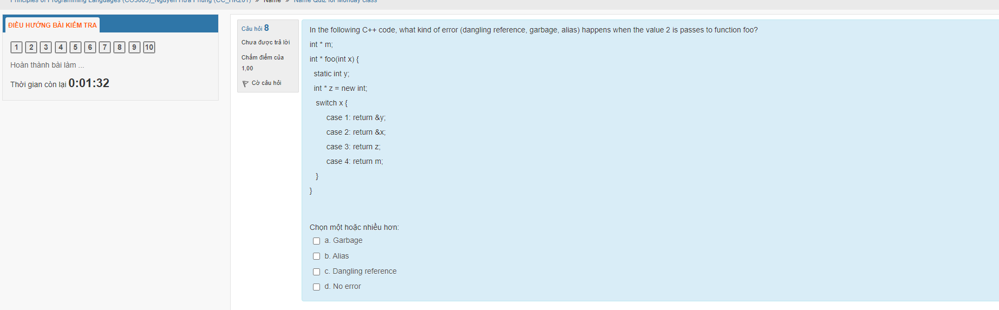 Principles of Programming Languages (CO3005)_Nguyễn Hứa Phùng (CC_HK201) » Name » Name Quiz for Monday class
ĐIỀU HƯỚNG BÀI KIỂM TRA
1 2 3 4 5 6 7 8 9 10
Hoàn thành bài làm ...
Thời gian còn lại 0:01:32
Câu hỏi 8
Chưa được trả lời
Chấm điểm của
1,00
Cờ câu hỏi
In the following C++ code, what kind of error (dangling reference, garbage, alias) happens when the value 2 is passes to function foo?
int * m;
int * foo(int x) {
static int y;
int * z = new int;
switch x {
case 1: return &y;
case 2: return &x;
case 3: return z;
case 4: return m;
}
}
Chọn một hoặc nhiều hơn:
a. Garbage
b. Alias
c. Dangling reference
d. No error